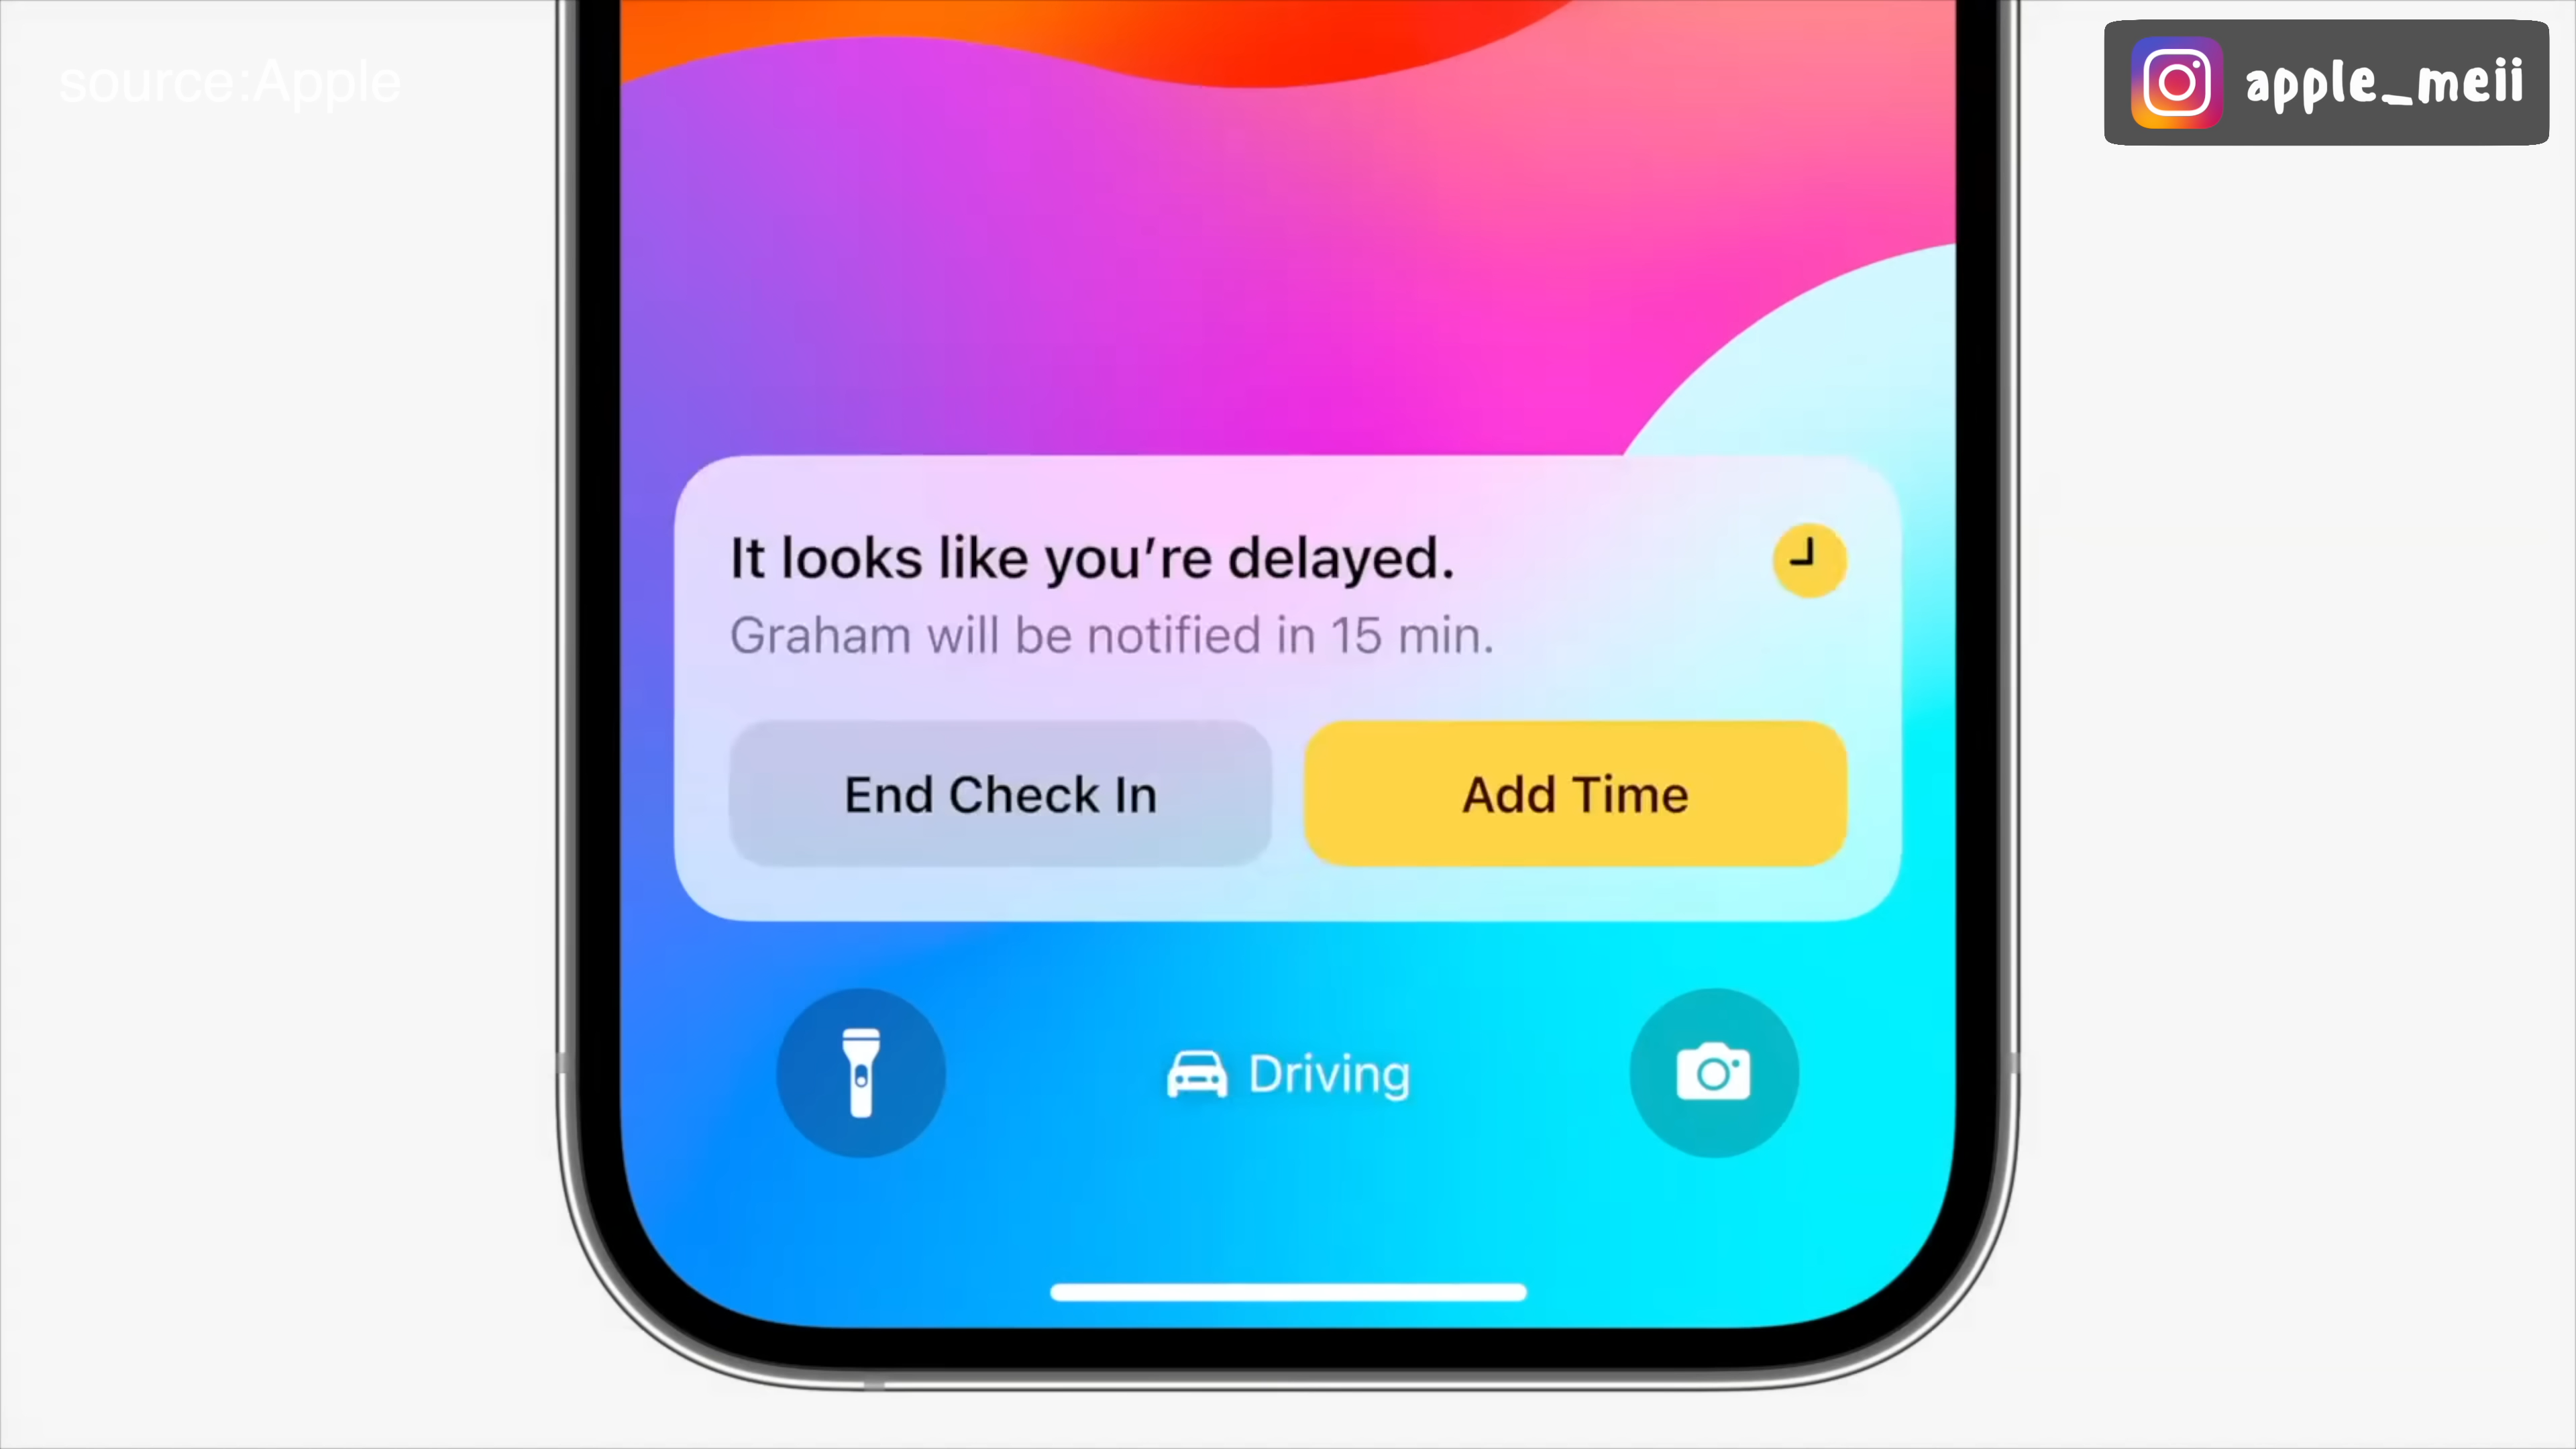 source:Apple
apple_meii
It looks like you’re delayed.
Graham will be notified in 15 min.
End Check In
Add Time
Driving